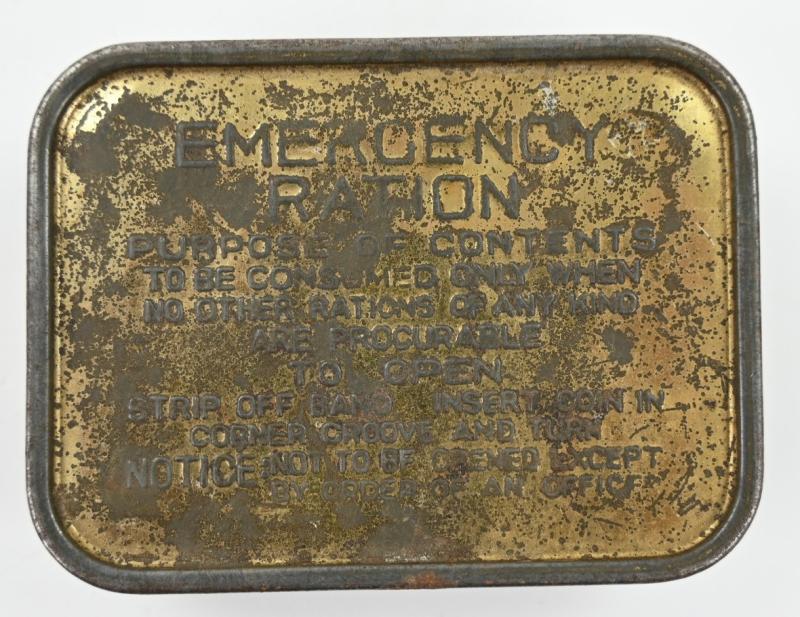 EMERGENCY
RATION
PURPOSE OF CONTENTS
TO BE CONSUMED ONLY WHEN
NO OTHER RATIONS OF ANY KIND
ARE PROCURABLE
TO OPEN
STRIP OFF BAND INSERT COIN IN
CORNER GROOVE AND TURN
NOTICE: NOT TO BE OPENED EXCEPT
BY ORDER OF AN OFFICER